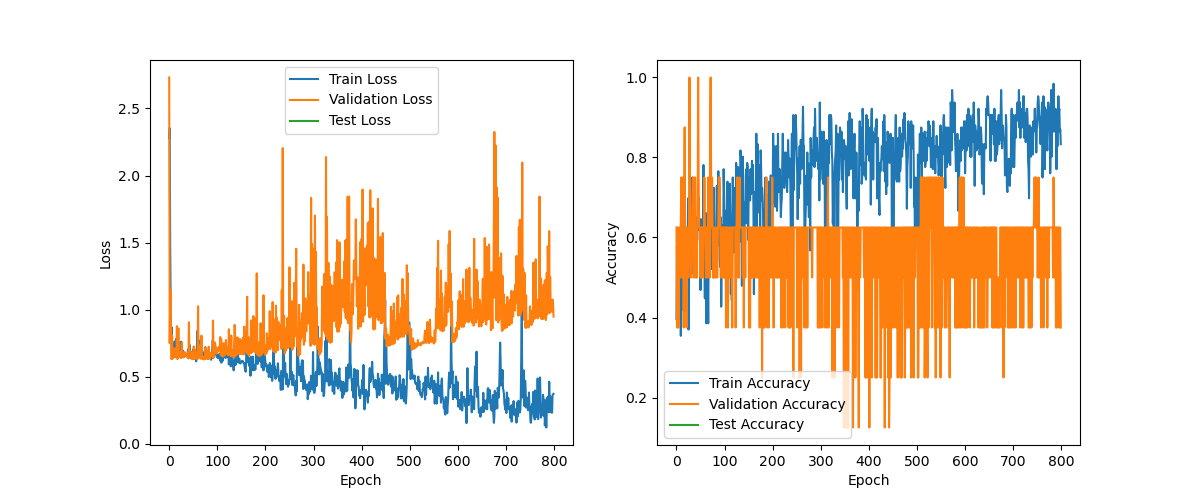 Train Loss
Validation Loss
Test Loss
2.5
2.0
1.5
1.0
0.5
0.0
Loss
0 100 200 300 400 500 600 700 800
Epoch
1.0
0.8
0.6
0.4
0.2
Accuracy
Train Accuracy
Validation Accuracy
Test Accuracy
0 100 200 300 400 500 600 700 800
Epoch